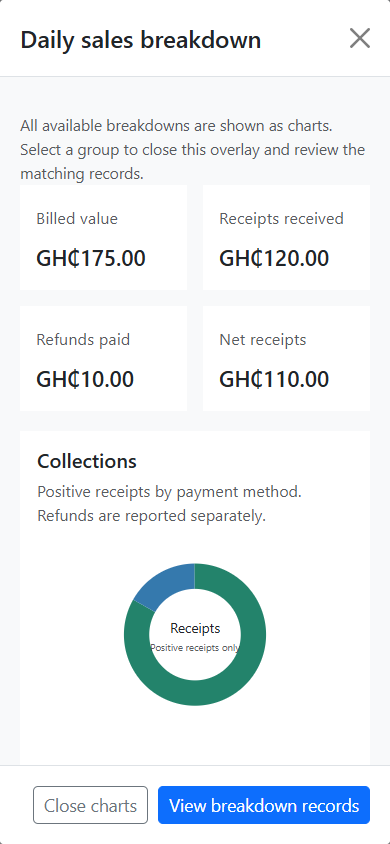 Daily sales breakdown
All available breakdowns are shown as charts.
Select a group to close this overlay and review the
matching records.
Billed value
GH₵175.00
Receipts received
GH₵120.00
Refunds paid
GH₵10.00
Net receipts
GH₵110.00
Collections
Positive receipts by payment method.
Refunds are reported separately.
Receipts
Positive receipts only
Close charts
View breakdown records